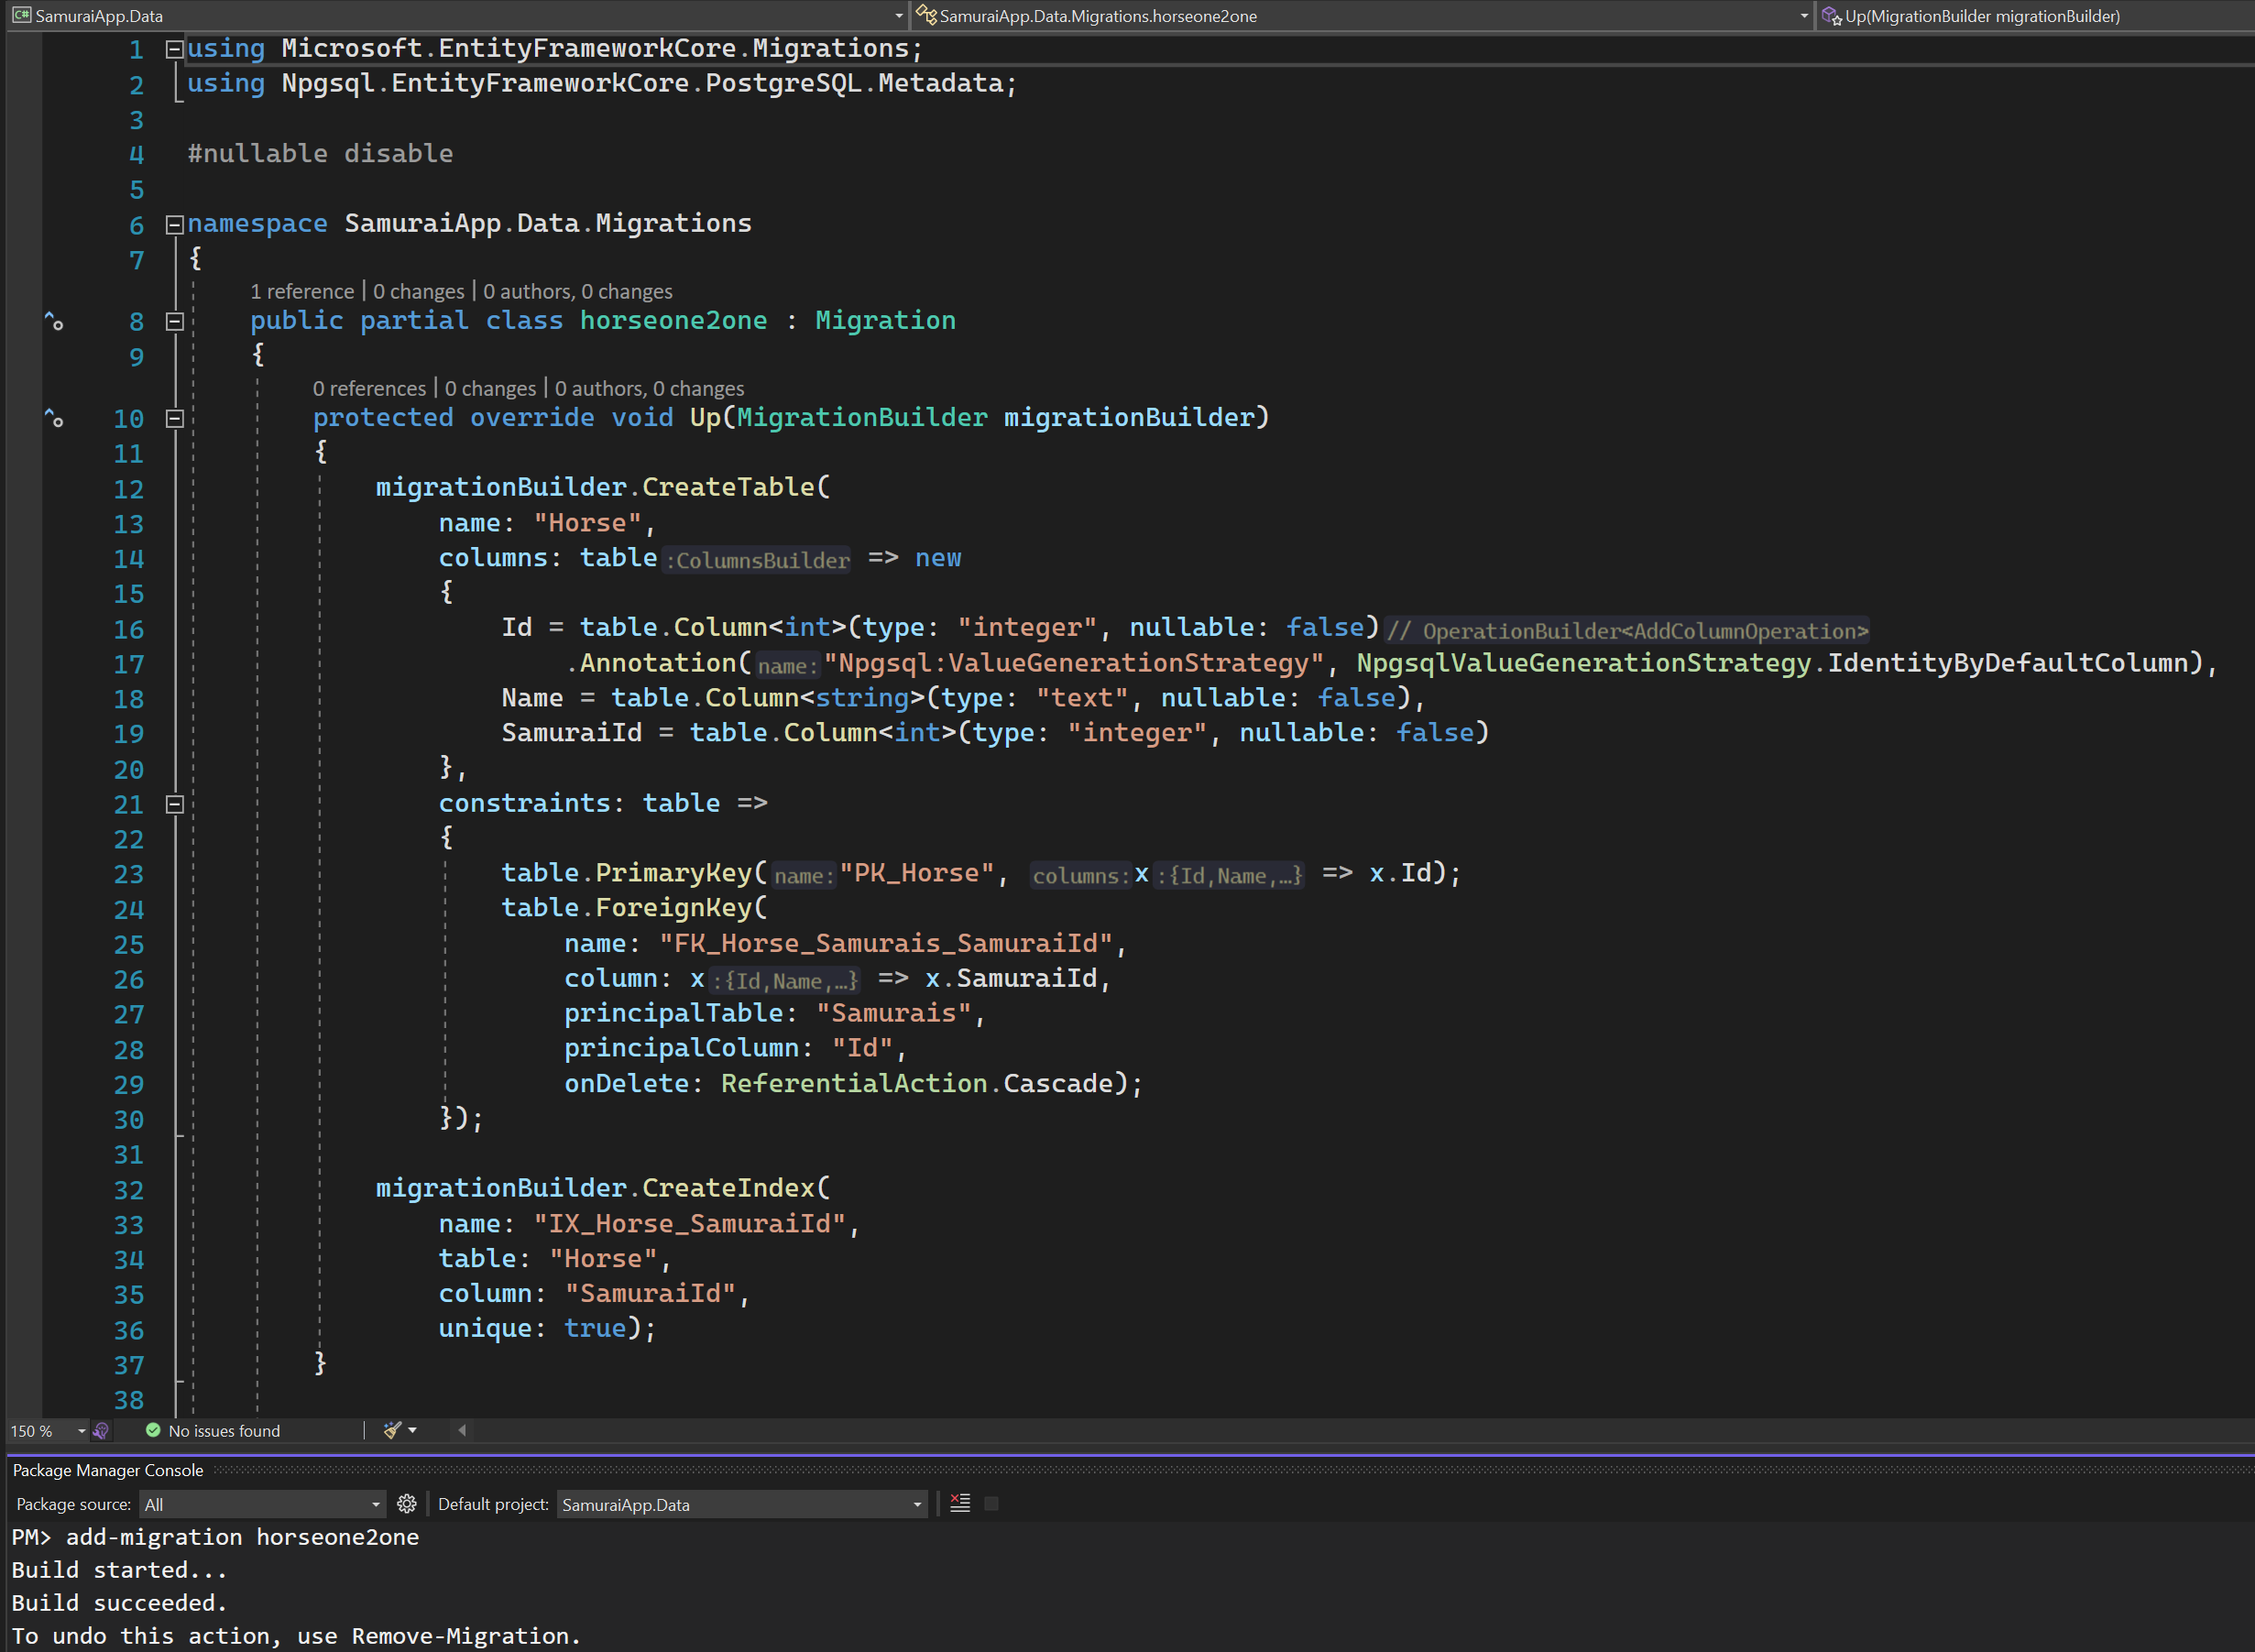 SamuraiApp.Data SamuraiApp.Data.Migrations.horseone2one Up(MigrationBuilder migrationBuilder)
1 using Microsoft.EntityFrameworkCore.Migrations;
2 using Npgsql.EntityFrameworkCore.PostgreSQL.Metadata;
3
4 #nullable disable
5
6 namespace SamuraiApp.Data.Migrations
7 {
1 reference | 0 changes | 0 authors, 0 changes
8 public partial class horseone2one : Migration
9 {
0 references | 0 changes | 0 authors, 0 changes
10 protected override void Up(MigrationBuilder migrationBuilder)
11 {
12 migrationBuilder.CreateTable(
13 name: "Horse",
14 columns: table :ColumnsBuilder => new
15 {
16 Id = table.Column<int>(type: "integer", nullable: false) // OperationBuilder<AddColumnOperation>
17 .Annotation( name: "Npgsql:ValueGenerationStrategy", NpgsqlValueGenerationStrategy.IdentityByDefaultColumn),
18 Name = table.Column<string>(type: "text", nullable: false),
19 SamuraiId = table.Column<int>(type: "integer", nullable: false)
20 },
21 constraints: table =>
22 {
23 table.PrimaryKey( name: "PK_Horse", columns: x :{Id,Name,…} => x.Id);
24 table.ForeignKey(
25 name: "FK_Horse_Samurais_SamuraiId",
26 column: x :{Id,Name,…} => x.SamuraiId,
27 principalTable: "Samurais",
28 principalColumn: "Id",
29 onDelete: ReferentialAction.Cascade);
30 });
31
32 migrationBuilder.CreateIndex(
33 name: "IX_Horse_SamuraiId",
34 table: "Horse",
35 column: "SamuraiId",
36 unique: true);
37 }
38
150 % No issues found
Package Manager Console
Package source: All Default project: SamuraiApp.Data
PM> add-migration horseone2one
Build started...
Build succeeded.
To undo this action, use Remove-Migration.